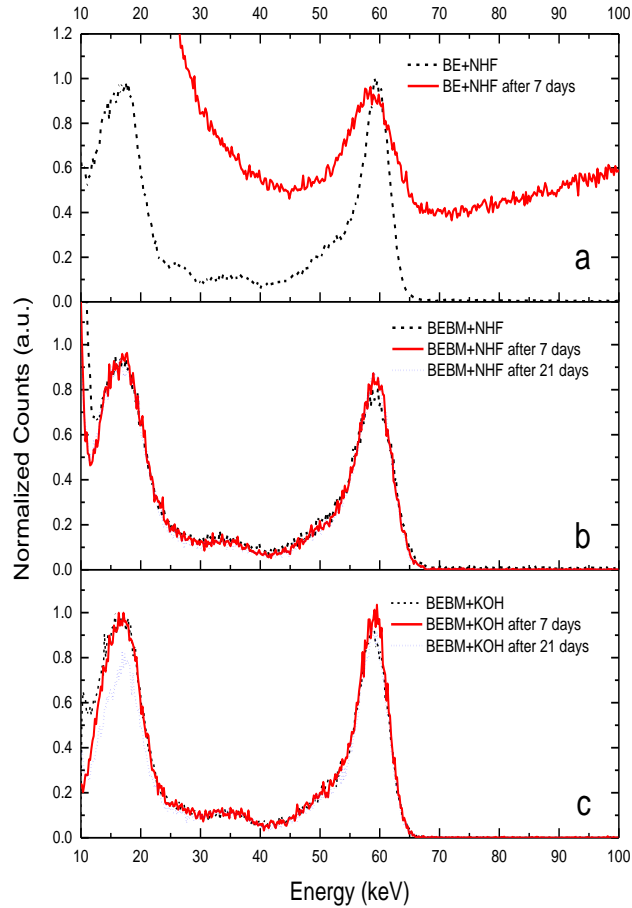 10 20 30 40 50 60 70 80 90 100
1.2
1.0
0.8
0.6
0.4
0.2
0.0
BE+NHF
BE+NHF after 7 days
a
1.0
0.8
0.6
0.4
0.2
0.0
BEBM+NHF
BEBM+NHF after 7 days
BEBM+NHF after 21 days
b
Normalized Counts (a.u.)
1.0
0.8
0.6
0.4
0.2
0.0
BEBM+KOH
BEBM+KOH after 7 days
BEBM+KOH after 21 days
c
10 20 30 40 50 60 70 80 90 100
Energy (keV)